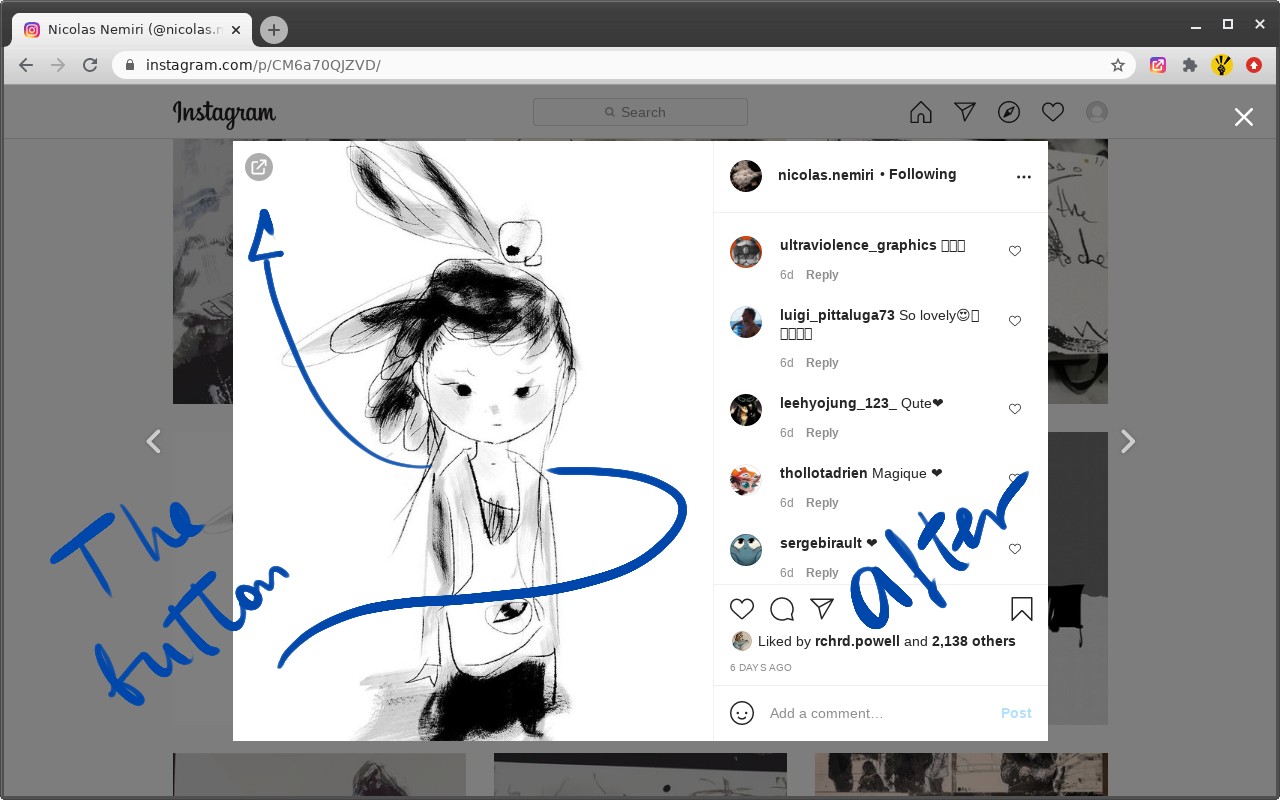 Nicolas Nemiri (@nicolas.n
instagram.com/p/CM6a70QJZVD/
Instagram
Search
nicolas.nemiri • Following
ultraviolence_graphics
6d Reply
luigi_pittaluga73 So lovely😍
6d Reply
leehyojung_123_ Qute❤
6d Reply
thollotadrien Magique ❤
6d Reply
sergebirault ❤
6d Reply
The
button
after
Liked by rchrd.powell and 2,138 others
6 DAYS AGO
Add a comment… Post